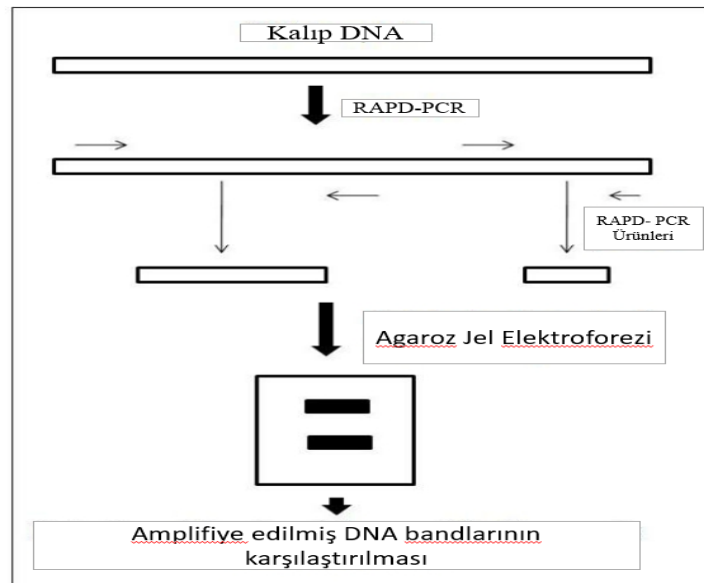 Kalıp DNA
RAPD-PCR
RAPD- PCR
Ürünleri
Agaroz Jel Elektroforezi
Amplifiye edilmiş DNA bandlarının
karşılaştırılması